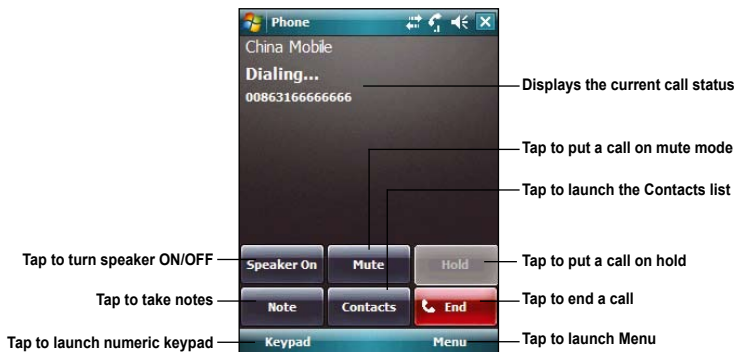 Phone
China Mobile
Dialing...
00863166666666
Displays the current call status
Tap to put a call on mute mode
Tap to launch the Contacts list
Tap to turn speaker ON/OFF
Speaker On
Mute
Hold
Tap to put a call on hold
Tap to take notes
Note
Contacts
End
Tap to end a call
Tap to launch numeric keypad
Keypad
Menu
Tap to launch Menu